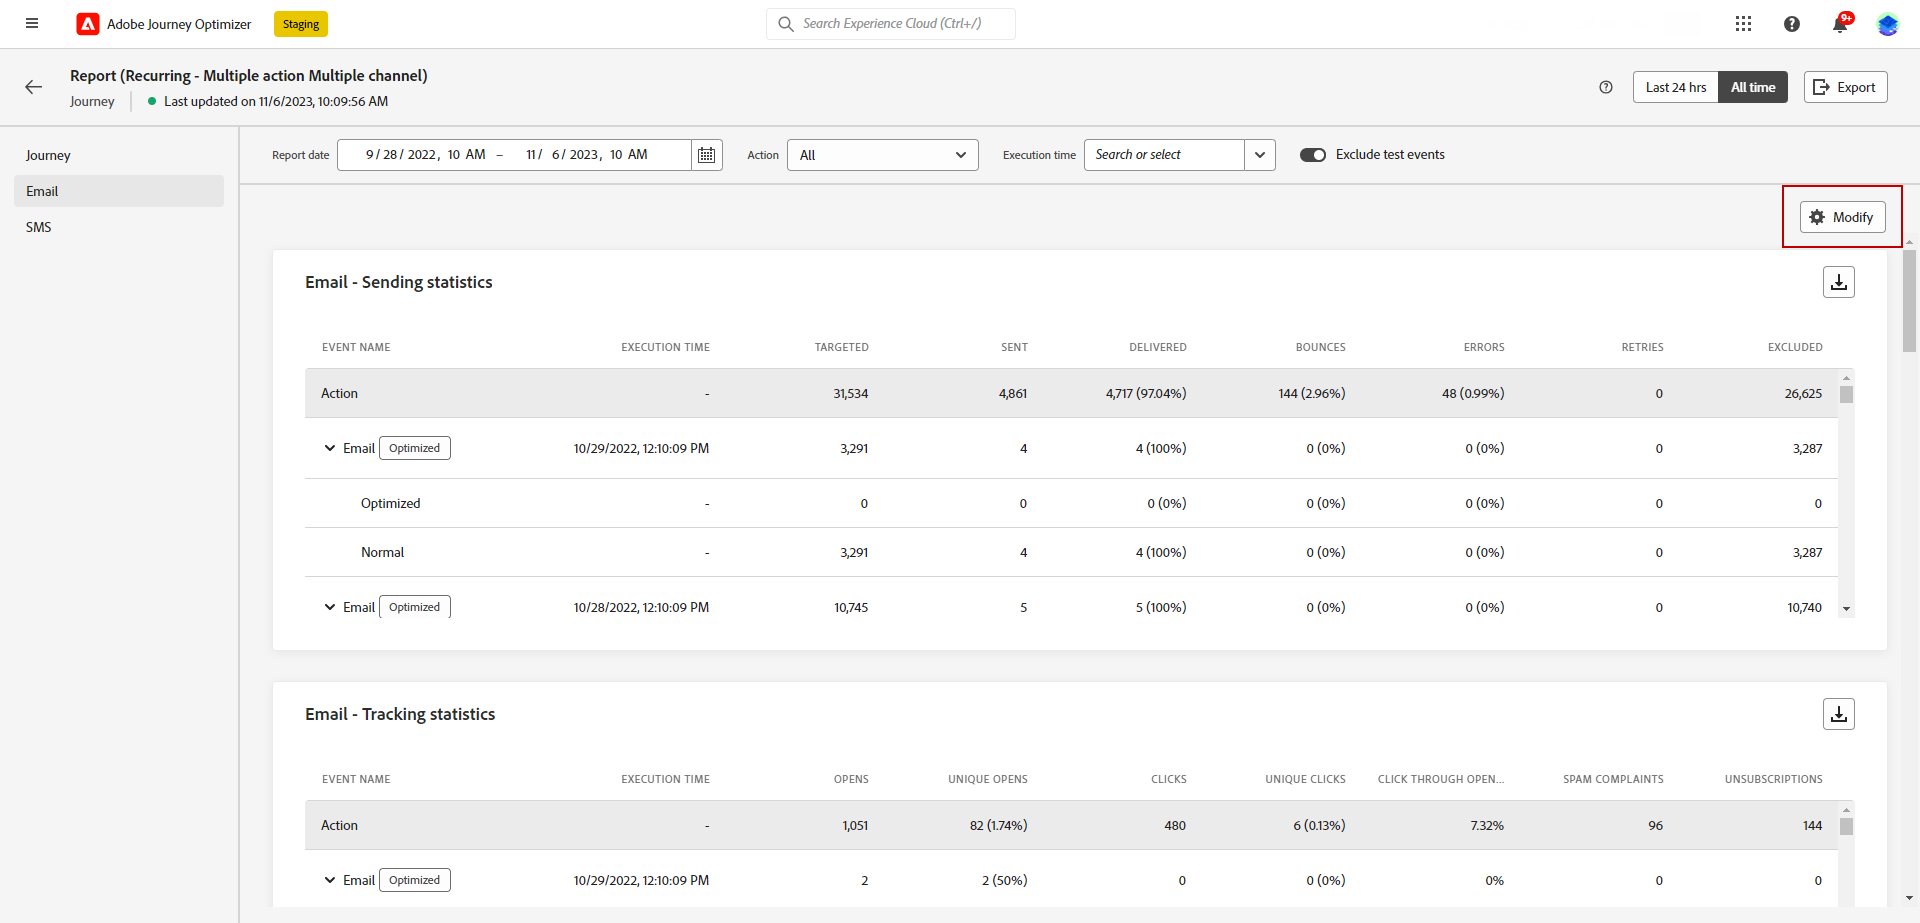 Adobe Journey Optimizer Staging Search Experience Cloud (Ctrl+/) 9+
Report (Recurring - Multiple action Multiple channel)
Journey Last updated on 11/6/2023, 10:09:56 AM
Last 24 hrs All time Export
Journey
Email
SMS
Report date 9/ 28/ 2022, 10 AM – 11/ 6/ 2023, 10 AM Action All Execution time Search or select Exclude test events
Modify
Email - Sending statistics
EVENT NAME EXECUTION TIME TARGETED SENT DELIVERED BOUNCES ERRORS RETRIES EXCLUDED
Action - 31,534 4,861 4,717 (97.04%) 144 (2.96%) 48 (0.99%) 0 26,625
Email Optimized 10/29/2022, 12:10:09 PM 3,291 4 4 (100%) 0 (0%) 0 (0%) 0 3,287
Optimized - 0 0 0 (0%) 0 (0%) 0 (0%) 0 0
Normal - 3,291 4 4 (100%) 0 (0%) 0 (0%) 0 3,287
Email Optimized 10/28/2022, 12:10:09 PM 10,745 5 5 (100%) 0 (0%) 0 (0%) 0 10,740
Email - Tracking statistics
EVENT NAME EXECUTION TIME OPENS UNIQUE OPENS CLICKS UNIQUE CLICKS CLICK THROUGH OPEN... SPAM COMPLAINTS UNSUBSCRIPTIONS
Action - 1,051 82 (1.74%) 480 6 (0.13%) 7.32% 96 144
Email Optimized 10/29/2022, 12:10:09 PM 2 2 (50%) 0 0 (0%) 0% 0 0